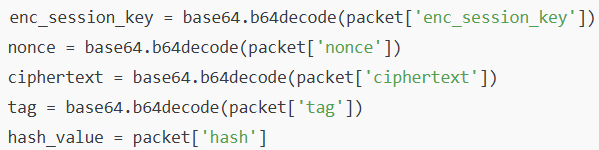 enc_session_key = base64.b64decode(packet['enc_session_key'])
nonce = base64.b64decode(packet['nonce'])
ciphertext = base64.b64decode(packet['ciphertext'])
tag = base64.b64decode(packet['tag'])
hash_value = packet['hash']